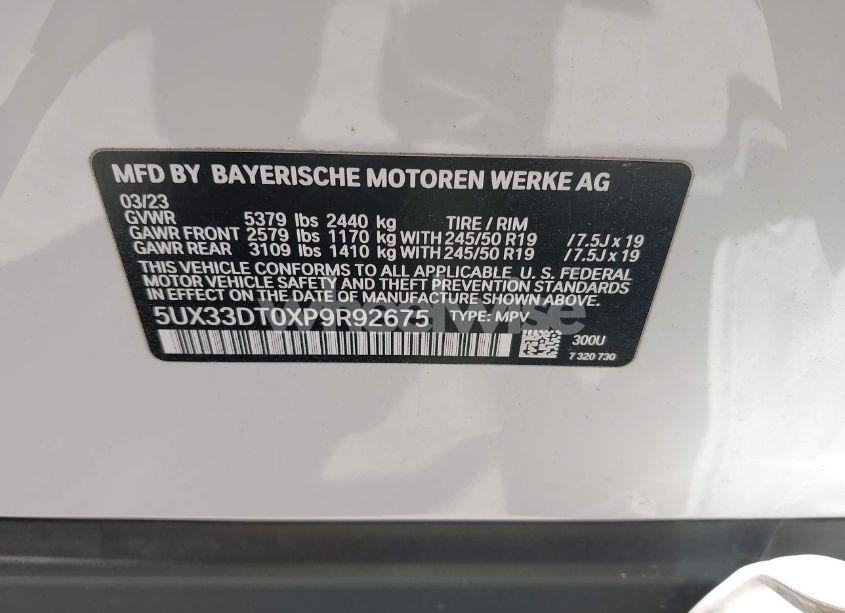 MFD BY BAYERISCHE MOTOREN WERKE AG
03/23
GVWR 5379 lbs 2440 kg TIRE / RIM
GAWR FRONT 2579 lbs 1170 kg WITH 245/50 R19 / 7.5J x 19
GAWR REAR 3109 lbs 1410 kg WITH 245/50 R19 / 7.5J x 19
THIS VEHICLE CONFORMS TO ALL APPLICABLE U. S. FEDERAL
MOTOR VEHICLE SAFETY AND THEFT PREVENTION STANDARDS
IN EFFECT ON THE DATE OF MANUFACTURE SHOWN ABOVE.
5UX33DT0XP9R92675 TYPE: MPV
300U
7 320 730